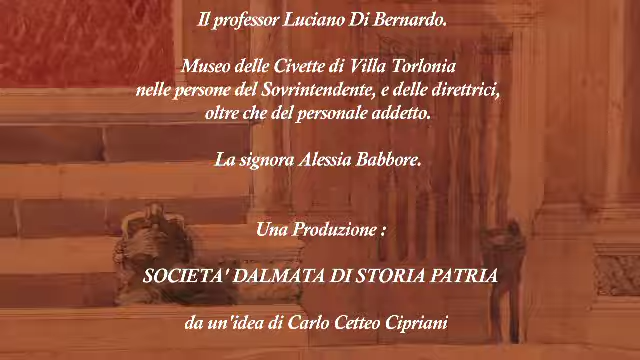 Il professor Luciano Di Bernardo.
Museo delle Civette di Villa Torlonia
nelle persone del Sovrintendente, e delle direttrici,
oltre che del personale addetto.
La signora Alessia Babbore.
Una Produzione :
SOCIETA' DALMATA DI STORIA PATRIA
da un'idea di Carlo Cetteo Cipriani